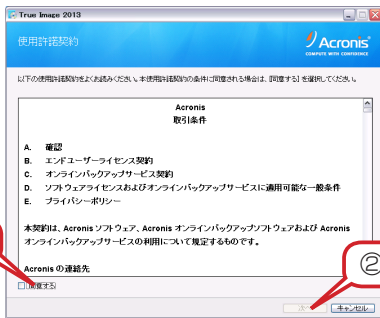 True Image 2013
使用許諾契約
Acronis
COMPUTE WITH CONFIDENCE
以下の使用許諾契約をよくお読みください。本使用許諾契約の条件に同意される場合は、[同意する] を選択してください。
Acronis
取引条件
A. 確認
B. エンドユーザーライセンス契約
C. オンラインバックアップサービス契約
D. ソフトウェアライセンスおよびオンラインバックアップサービスに適用可能な一般条件
E. プライバシーポリシー
本契約は、Acronis ソフトウェア、Acronis オンラインバックアップソフトウェアおよび Acronis
オンラインバックアップサービスの利用について規定するものです。
Acronis の連絡先
②
同意する
キャンセル